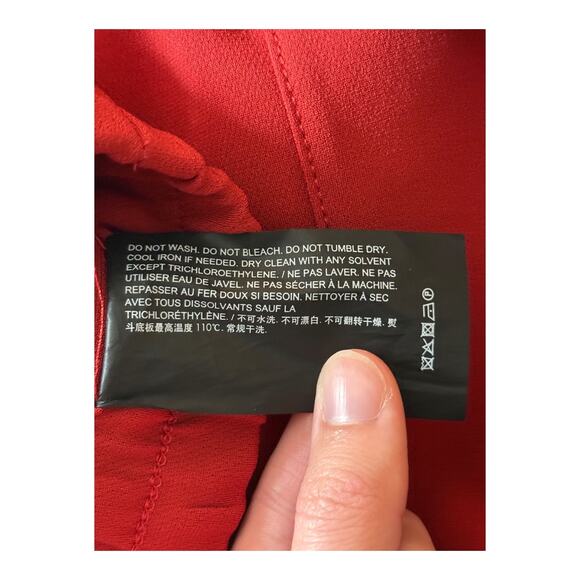 DO NOT WASH. DO NOT BLEACH. DO NOT TUMBLE DRY.
COOL IRON IF NEEDED. DRY CLEAN WITH ANY SOLVENT
EXCEPT TRICHLOROETHYLENE. / NE PAS LAVER. NE PAS
UTILISER EAU DE JAVEL. NE PAS SÉCHER À LA MACHINE.
REPASSER AU FER DOUX SI BESOIN. NETTOYER À SEC
AVEC TOUS DISSOLVANTS SAUF LA
TRICHLORÉTHYLÈNE. / 不可水洗. 不可漂白. 不可翻转干燥. 熨
斗底板最高温度 110℃. 常规干洗.